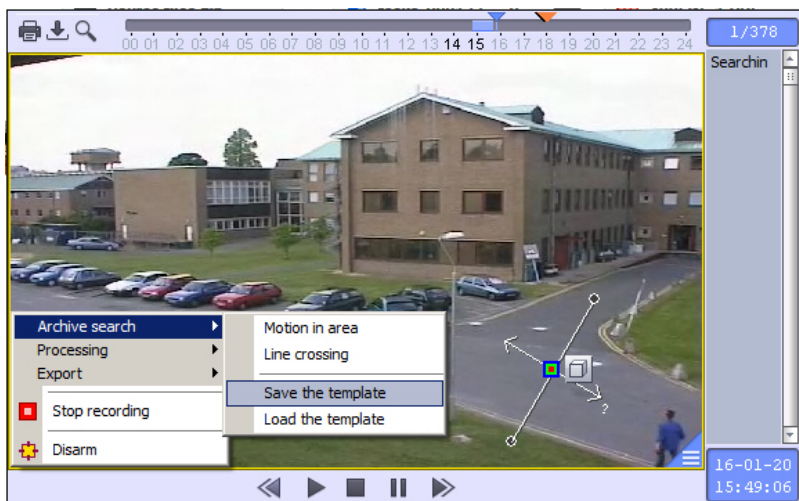 00 01 02 03 04 05 06 07 08 09 10 11 12 13 14 15 16 17 18 19 20 21 22 23 24
1/378
Searchin
Archive search
Processing
Export
Stop recording
Disarm
Motion in area
Line crossing
Save the template
Load the template
?
16-01-20
15:49:06